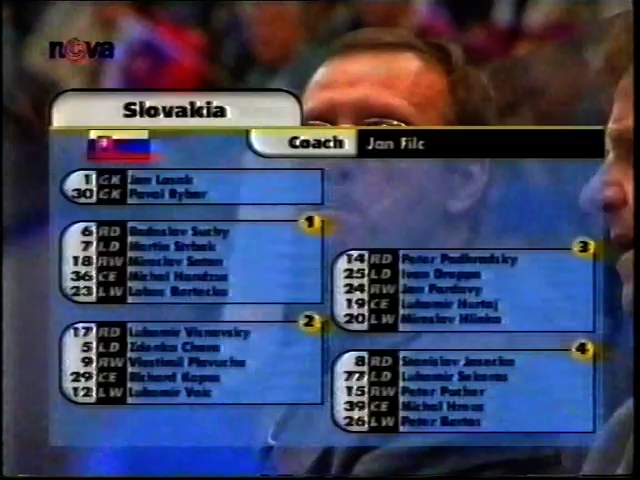 nova
Slovakia
Coach Jan Filc
1 GK Jan Lasak
30 GK Pavol Rybar
1
6 RD Radoslav Suchy
7 LD Martin Strbak
18 RW Miroslav Satan
36 CE Michal Handzus
23 LW Lubos Bartecko
2
17 RD Lubomir Visnovsky
5 LD Zdenko Chara
9 RW Vlastimil Plavucha
29 CE Richard Kapus
12 LW Lubomir Vaic
3
14 RD Peter Podhradsky
25 LD Ivan Droppa
24 RW Jan Pardavy
19 CE Lubomir Hurtaj
20 LW Miroslav Hlinka
4
8 RD Stanislav Jasecko
77 LD Lubomir Sekeras
15 RW Peter Pucher
39 CE Michal
26 LW Peter Bartos